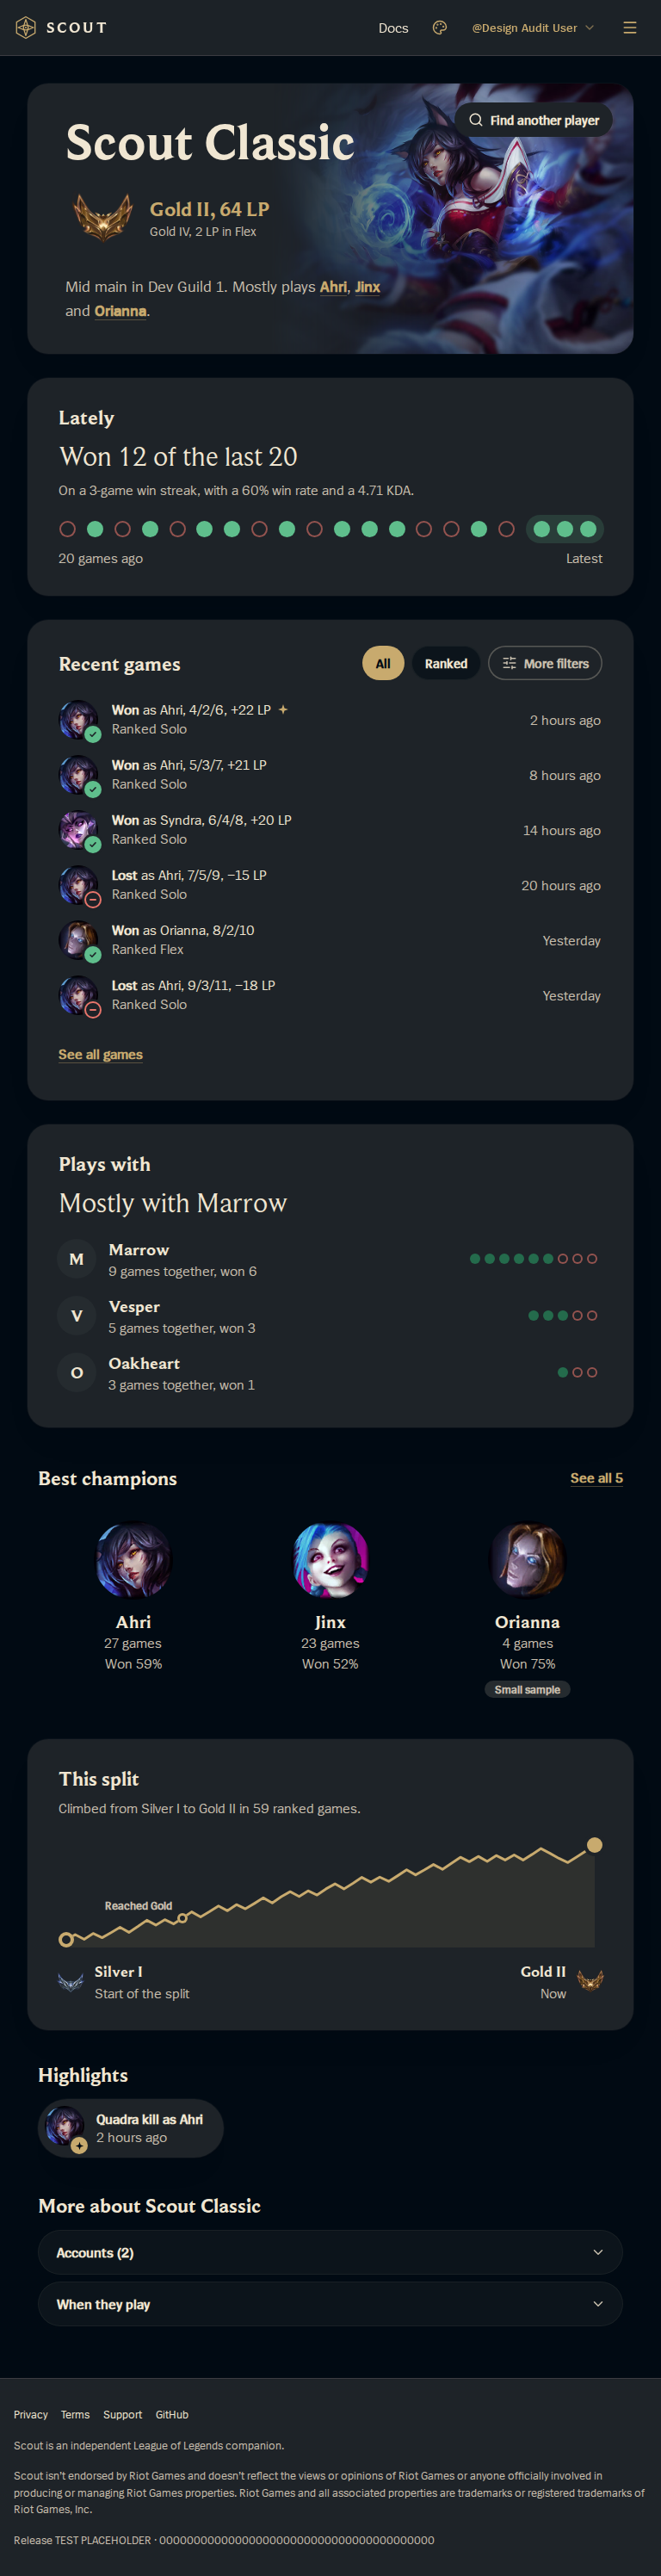 SCOUT
Docs
@Design Audit User
Find another player
Scout Classic
Gold II, 64 LP
Gold IV, 2 LP in Flex
Mid main in Dev Guild 1. Mostly plays Ahri, Jinx
and Orianna.
Lately
Won 12 of the last 20
On a 3-game win streak, with a 60% win rate and a 4.71 KDA.
20 games ago
Latest
Recent games
All
Ranked
More filters
Won as Ahri, 4/2/6, +22 LP
Ranked Solo
2 hours ago
Won as Ahri, 5/3/7, +21 LP
Ranked Solo
8 hours ago
Won as Syndra, 6/4/8, +20 LP
Ranked Solo
14 hours ago
Lost as Ahri, 7/5/9, −15 LP
Ranked Solo
20 hours ago
Won as Orianna, 8/2/10
Ranked Flex
Yesterday
Lost as Ahri, 9/3/11, −18 LP
Ranked Solo
Yesterday
See all games
Plays with
Mostly with Marrow
M
Marrow
9 games together, won 6
V
Vesper
5 games together, won 3
O
Oakheart
3 games together, won 1
Best champions
See all 5
Ahri
27 games
Won 59%
Jinx
23 games
Won 52%
Orianna
4 games
Won 75%
Small sample
This split
Climbed from Silver I to Gold II in 59 ranked games.
Reached Gold
Silver I
Start of the split
Gold II
Now
Highlights
Quadra kill as Ahri
2 hours ago
More about Scout Classic
Accounts (2)
When they play
Privacy Terms Support GitHub
Scout is an independent League of Legends companion.
Scout isn't endorsed by Riot Games and doesn't reflect the views or opinions of Riot Games or anyone officially involved in
producing or managing Riot Games properties. Riot Games and all associated properties are trademarks or registered trademarks of
Riot Games, Inc.
Release TEST PLACEHOLDER · 0000000000000000000000000000000000000000